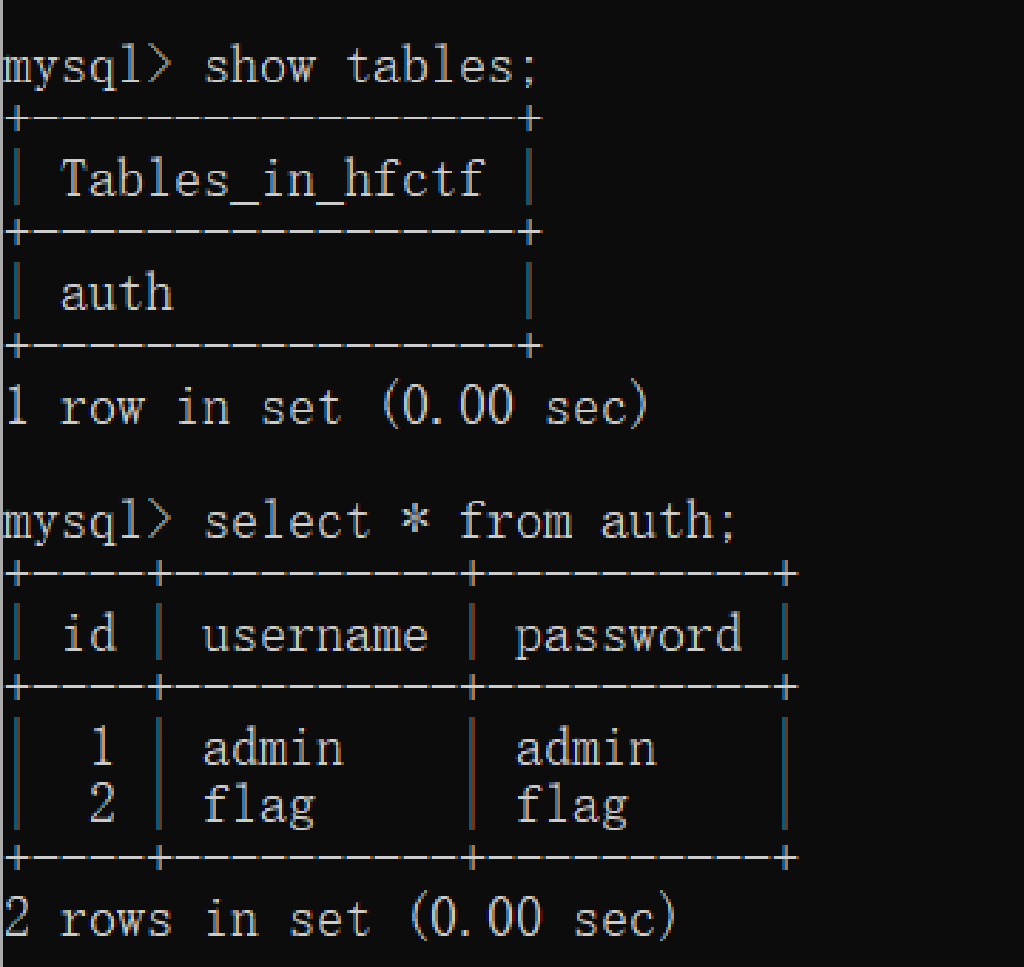 mysql> show tables;
+-----------------+
| Tables_in_hfctf |
+-----------------+
| auth            |
+-----------------+
1 row in set (0.00 sec)
mysql> select * from auth;
+----+----------+----------+
| id | username | password |
+----+----------+----------+
|  1 | admin    | admin    |
|  2 | flag     | flag     |
+----+----------+----------+
2 rows in set (0.00 sec)